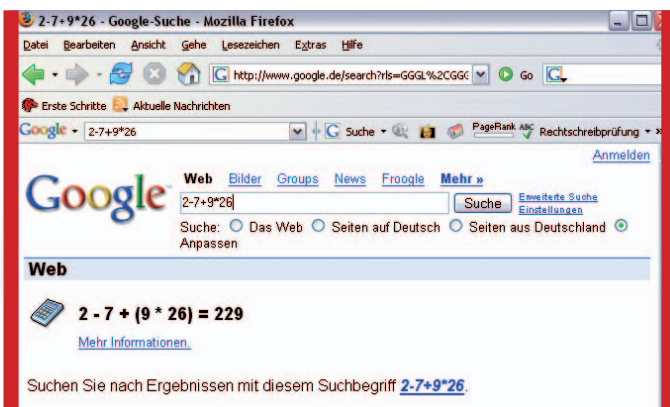 2-7+9*26 - Google-Suche - Mozilla Firefox
Datei Bearbeiten Ansicht Gehe Lesezeichen Extras Hilfe
G http://www.google.de/search?rls=GGGL%2CGGG Go G
Erste Schritte Aktuelle Nachrichten
Google 2-7+9*26 G Suche PageRank ABC Rechtschreibprüfung
Anmelden
Google Web Bilder Groups News Froogle Mehr »
2-7+9*26 Suche Erweiterte Suche
Einstellungen
Suche: Das Web Seiten auf Deutsch Seiten aus Deutschland
Anpassen
Web
2 - 7 + (9 * 26) = 229
Mehr Informationen.
Suchen Sie nach Ergebnissen mit diesem Suchbegriff 2-7+9*26.